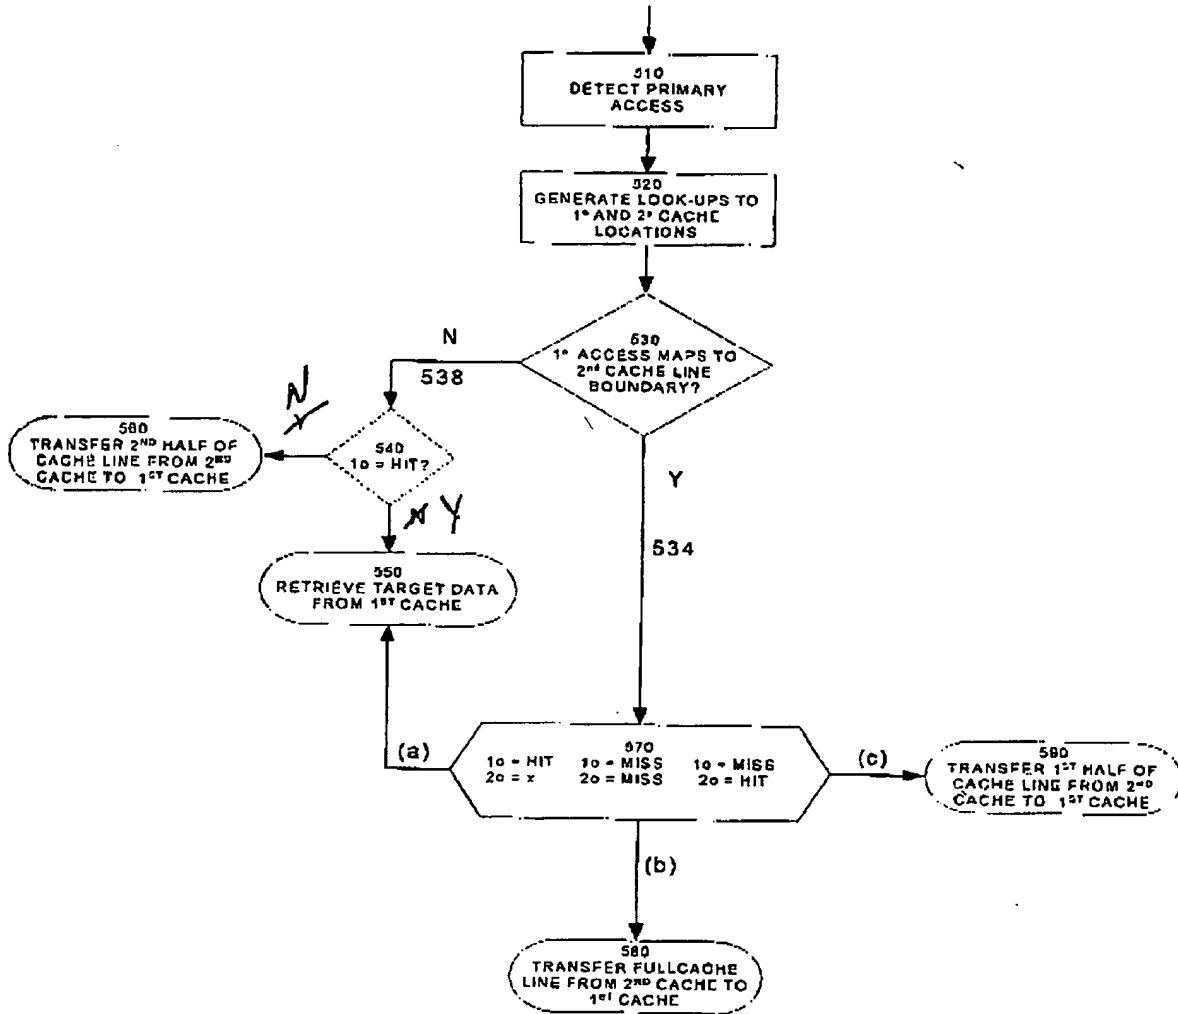 510
DETECT PRIMARY
ACCESS
520
GENERATE LOOK-UPS TO
1° AND 2° CACHE
LOCATIONS
530
1° ACCESS MAPS TO
2nd CACHE LINE
BOUNDARY?
N
538
N
540
1o = HIT?
560
TRANSFER 2ND HALF OF
CACHE LINE FROM 2ND
CACHE TO 1ST CACHE
Y
Y
534
550
RETRIEVE TARGET DATA
FROM 1ST CACHE
(a)
570
1o = HIT 1o = MISS 1o = MISS
2o = x 2o = MISS 2o = HIT
(c)
590
TRANSFER 1ST HALF OF
CACHE LINE FROM 2ND
CACHE TO 1ST CACHE
(b)
580
TRANSFER FULLCACHE
LINE FROM 2ND CACHE TO
1ST CACHE